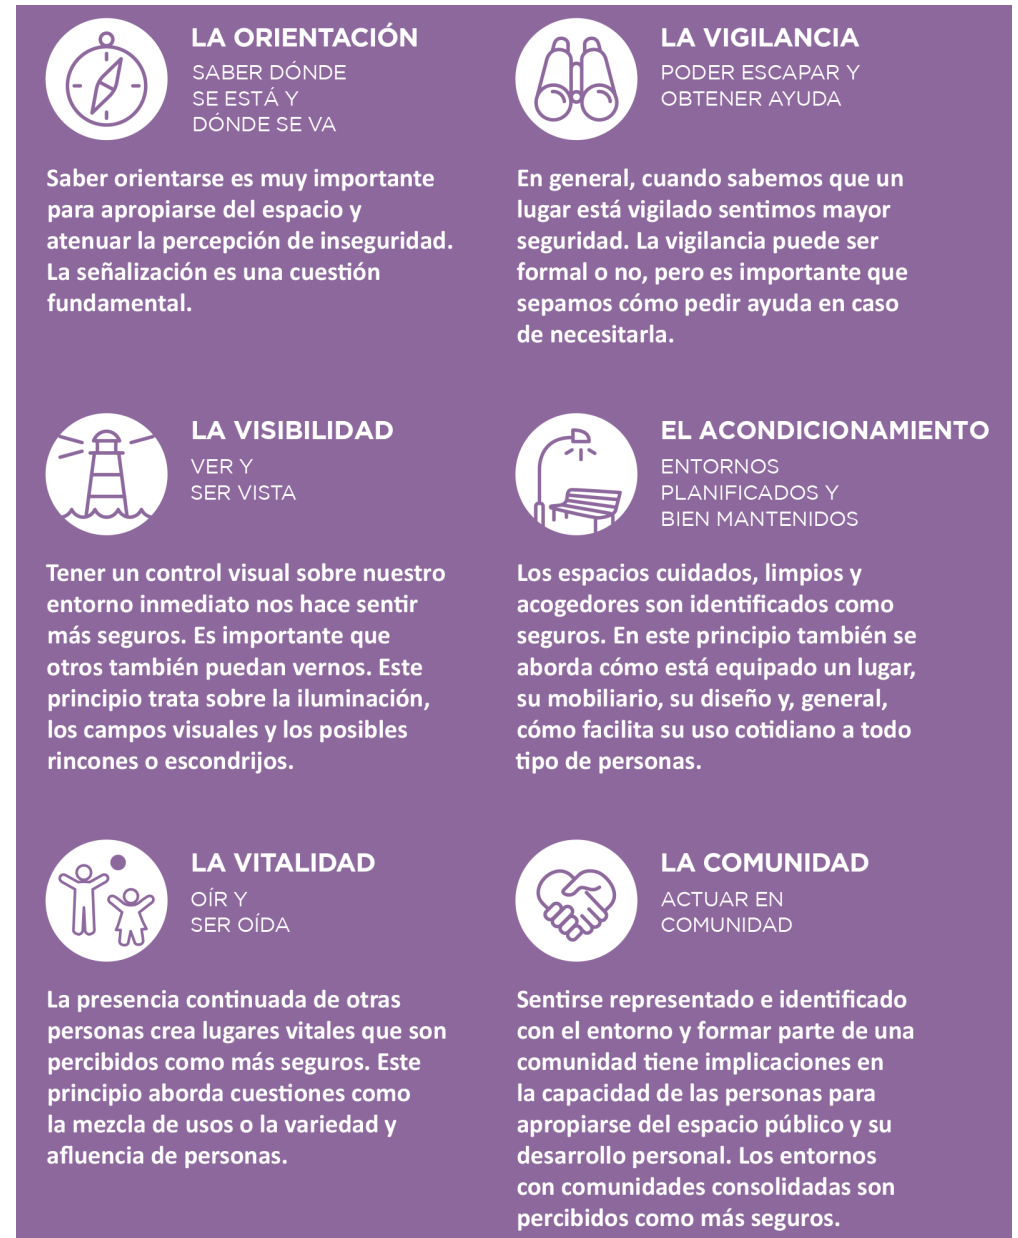 LA ORIENTACIÓN
SABER DÓNDE
SE ESTÁ Y
DÓNDE SE VA
Saber orientarse es muy importante
para apropiarse del espacio y
atenuar la percepción de inseguridad.
La señalización es una cuestión
fundamental.
LA VIGILANCIA
PODER ESCAPAR Y
OBTENER AYUDA
En general, cuando sabemos que un
lugar está vigilado sentimos mayor
seguridad. La vigilancia puede ser
formal o no, pero es importante que
sepamos cómo pedir ayuda en caso
de necesitarla.
LA VISIBILIDAD
VER Y
SER VISTA
Tener un control visual sobre nuestro
entorno inmediato nos hace sentir
más seguros. Es importante que
otros también puedan vernos. Este
principio trata sobre la iluminación,
los campos visuales y los posibles
rincones o escondrijos.
EL ACONDICIONAMIENTO
ENTORNOS
PLANIFICADOS Y
BIEN MANTENIDOS
Los espacios cuidados, limpios y
acogedores son identificados como
seguros. En este principio también se
aborda cómo está equipado un lugar,
su mobiliario, su diseño y, general,
cómo facilita su uso cotidiano a todo
tipo de personas.
LA VITALIDAD
OÍR Y
SER OÍDA
La presencia continuada de otras
personas crea lugares vitales que son
percibidos como más seguros. Este
principio aborda cuestiones como
la mezcla de usos o la variedad y
afluencia de personas.
LA COMUNIDAD
ACTUAR EN
COMUNIDAD
Sentirse representado e identificado
con el entorno y formar parte de una
comunidad tiene implicaciones en
la capacidad de las personas para
apropiarse del espacio público y su
desarrollo personal. Los entornos
con comunidades consolidadas son
percibidos como más seguros.